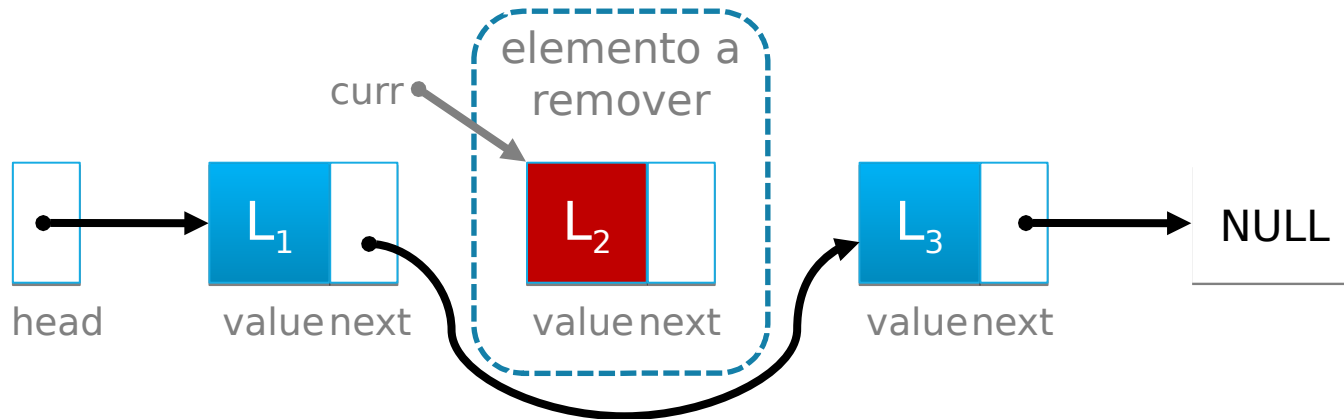 elemento a
remover
curr
L1
L2
L3
NULL
head
value next
value next
value next